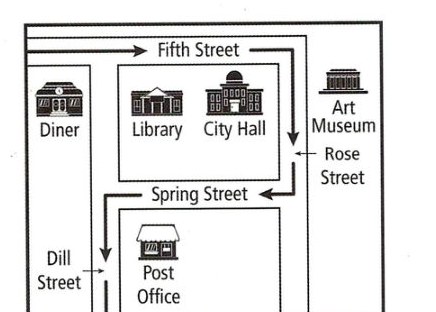 Fifth Street
Diner
Library
City Hall
Art
Museum
Rose
Street
Spring Street
Dill
Street
Post
Office